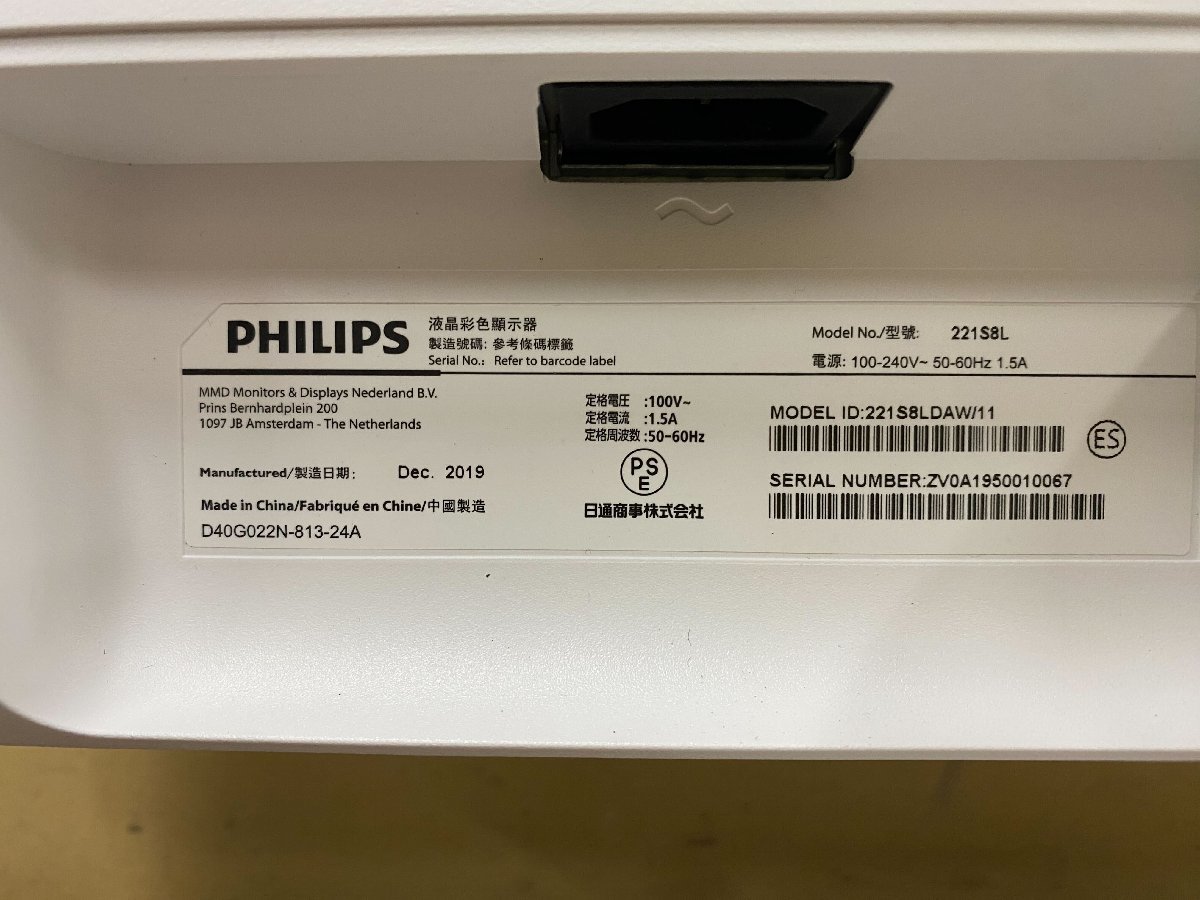 PHILIPS
液晶彩色顯示器
製造號碼: 參考條碼標籤
Serial No.: Refer to barcode label
Model No./型號: 221S8L
電源: 100-240V~ 50-60Hz 1.5A
MMD Monitors & Displays Nederland B.V.
Prins Bernhardplein 200
1097 JB Amsterdam - The Netherlands
Manufactured/製造日期: Dec. 2019
Made in China/Fabriqué en Chine/中國製造
D40G022N-813-24A
定格電圧 :100V~
定格電流 :1.5A
定格周波数 :50-60Hz
PS
E
日通商事株式会社
MODEL ID:221S8LDAW/11
ES
SERIAL NUMBER:ZV0A1950010067